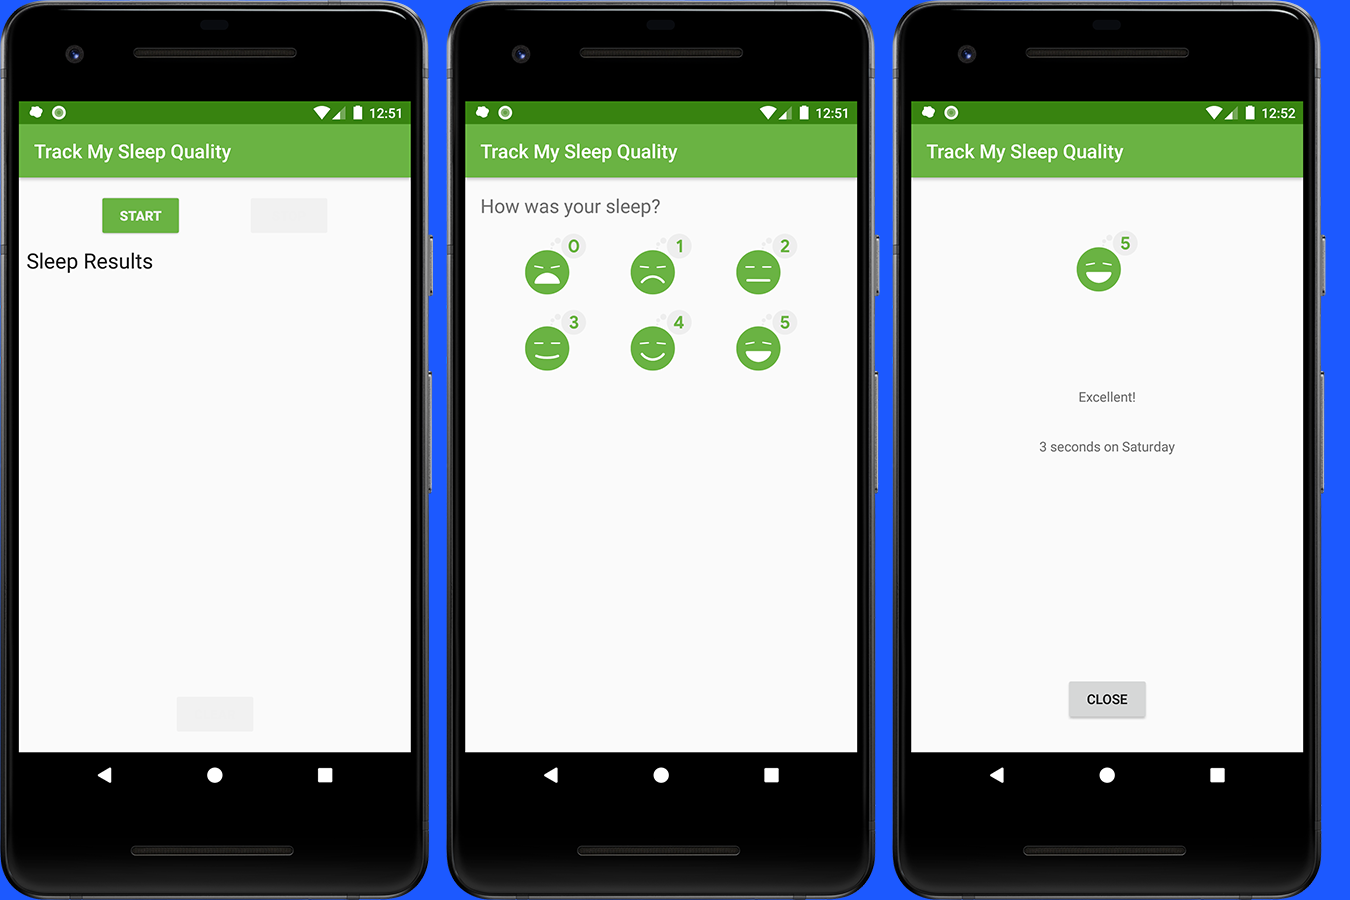 12:51
Track My Sleep Quality
START
Sleep Results
12:51
Track My Sleep Quality
How was your sleep?
0 1 2
3 4 5
12:52
Track My Sleep Quality
5
Excellent!
3 seconds on Saturday
CLOSE